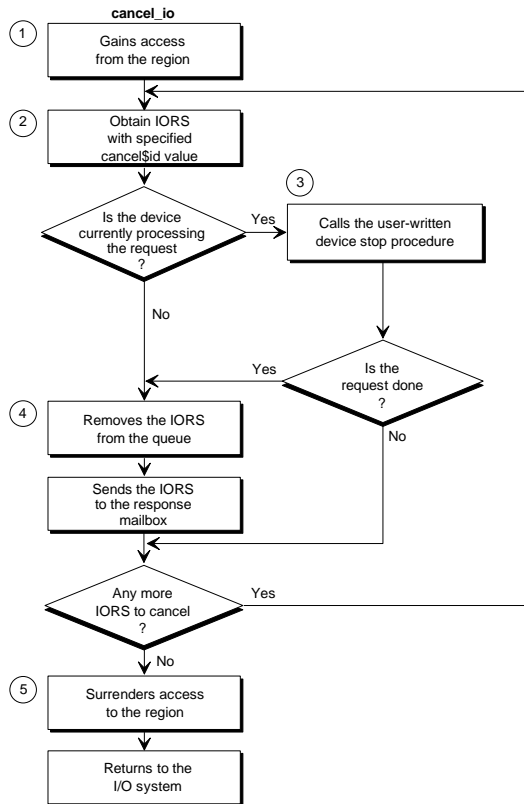 cancel_io
1
Gains access
from the region
2
Obtain IORS
with specified
cancel$id value
3
Is the device
currently processing
the request
?
Yes
Calls the user-written
device stop procedure
No
Yes
Is the
request done
?
4
Removes the IORS
from the queue
No
Sends the IORS
to the response
mailbox
Any more
IORS to cancel
?
Yes
No
5
Surrenders access
to the region
Returns to the
I/O system